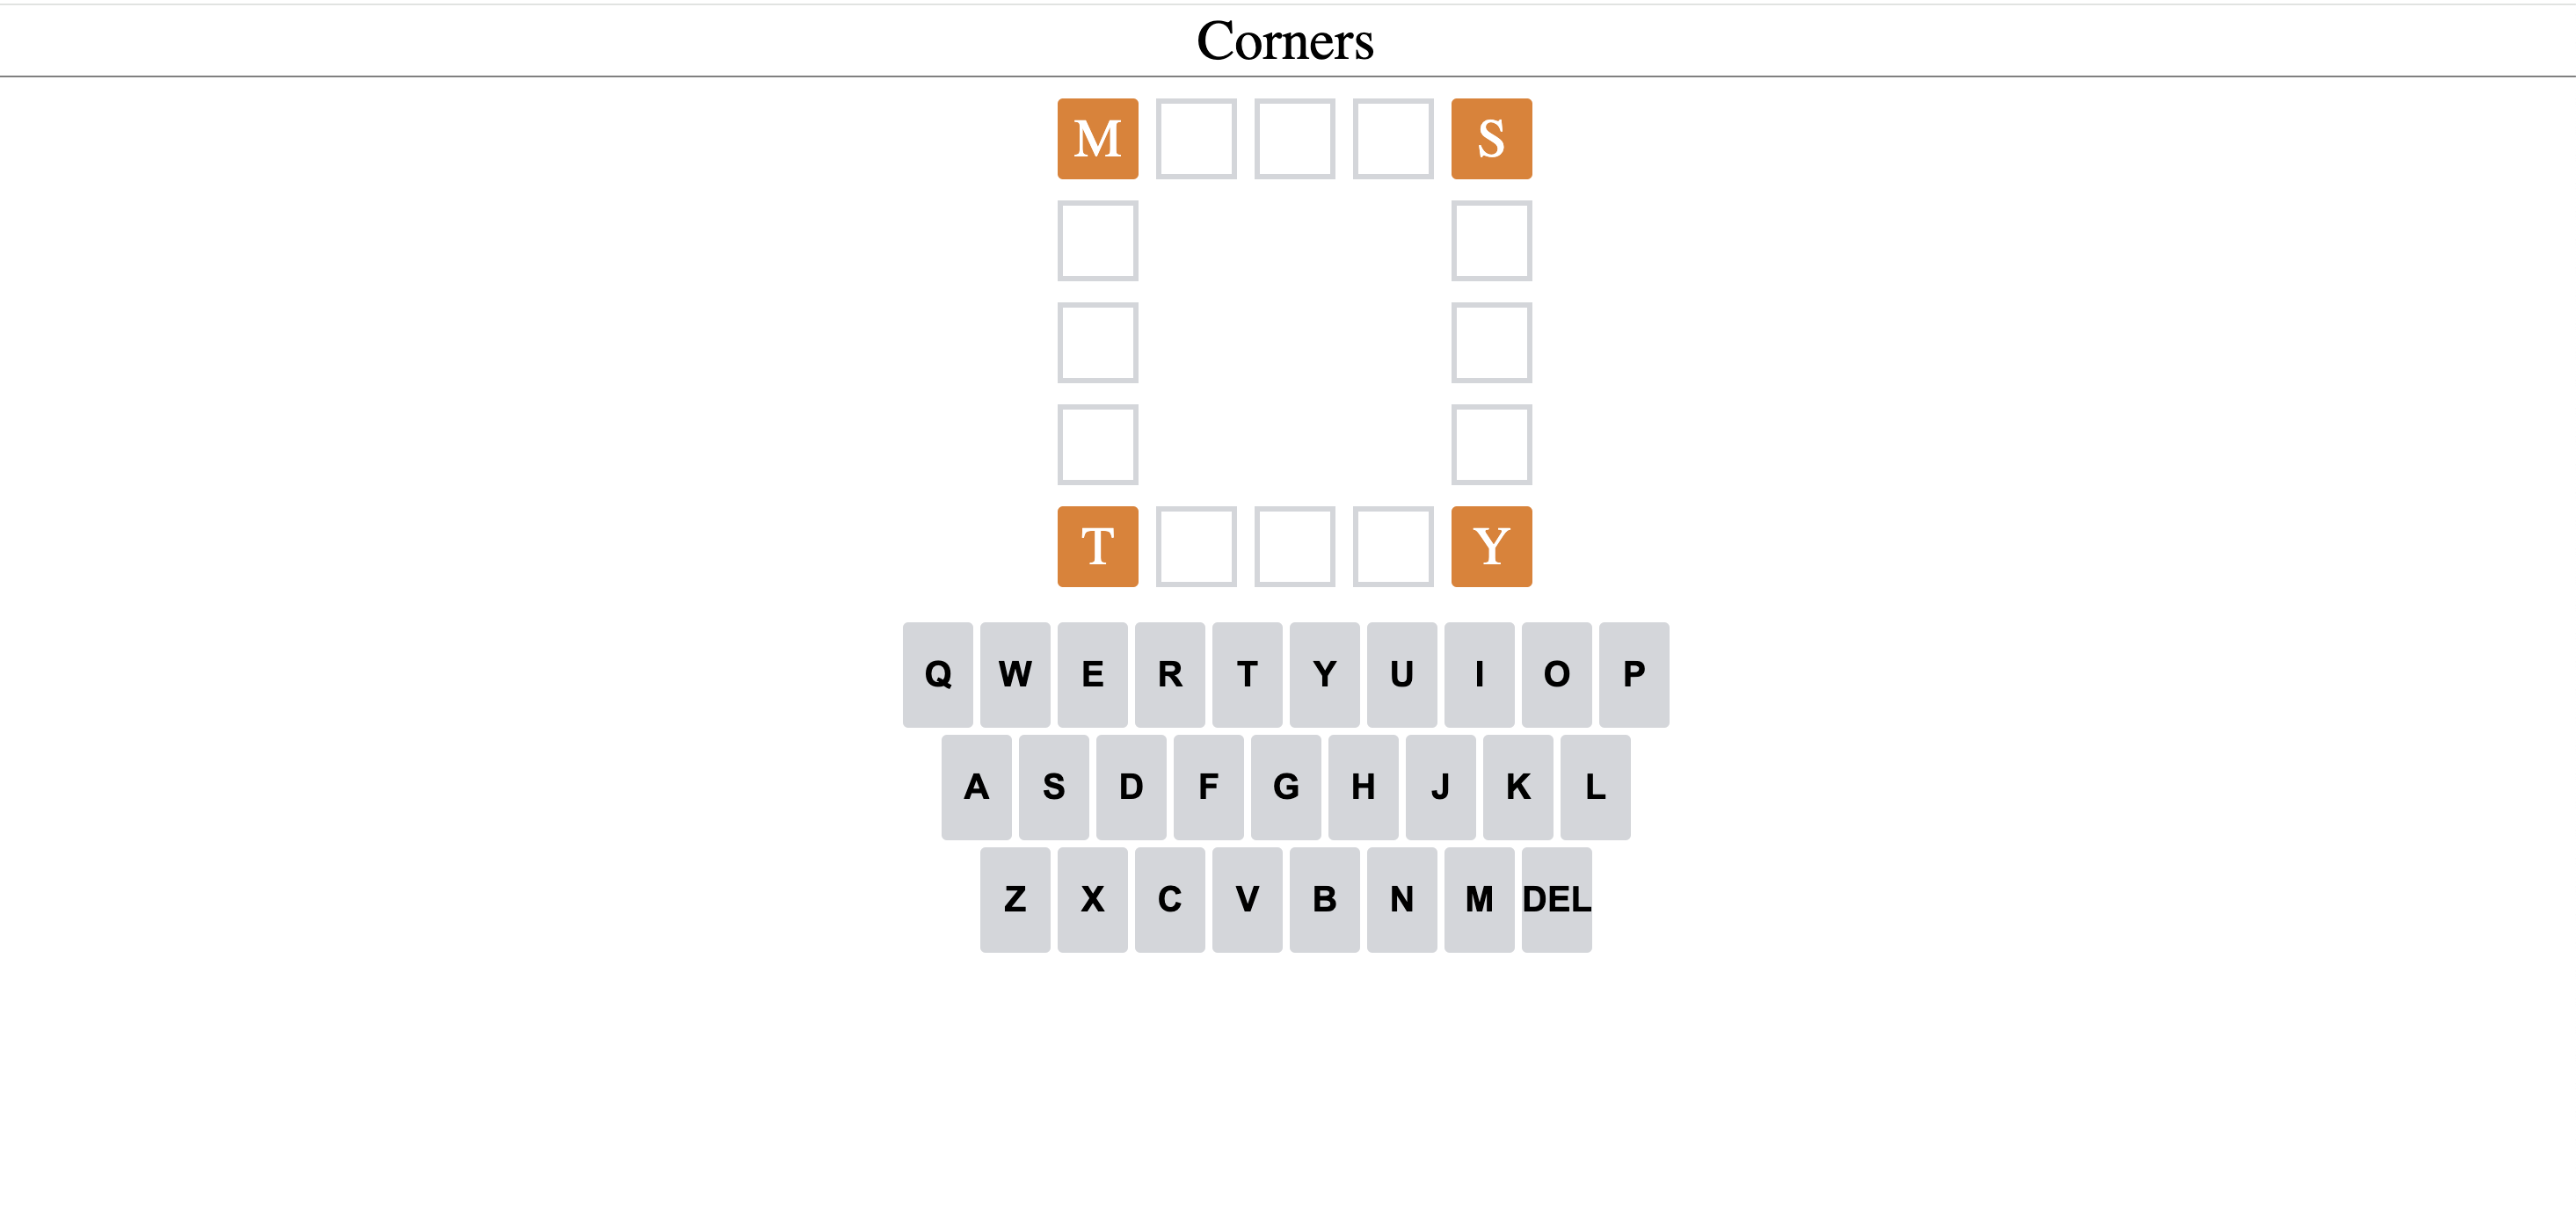 Corners
M S
T Y
Q W E R T Y U I O P
A S D F G H J K L
Z X C V B N M DEL